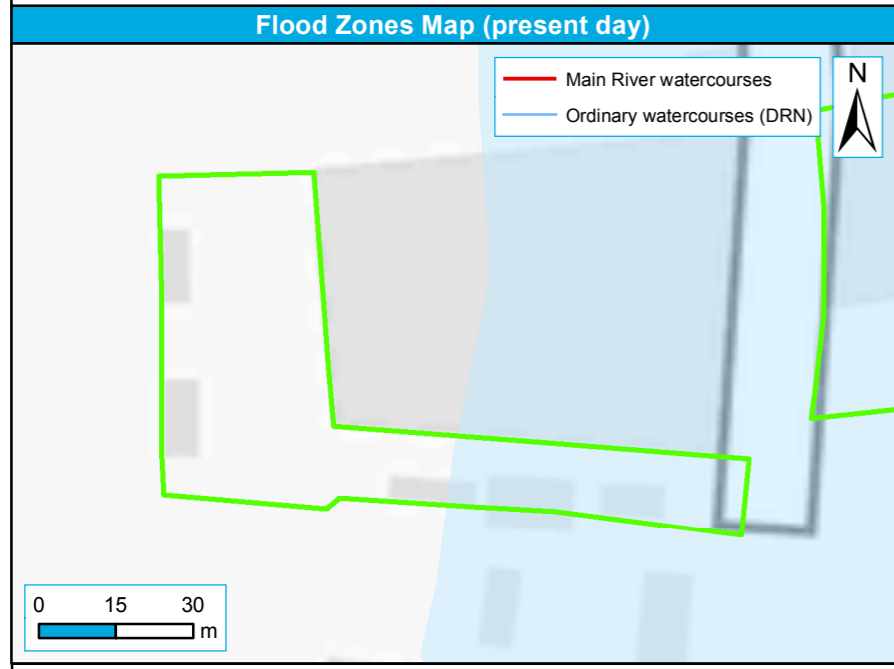 Flood Zones Map (present day)
Main River watercourses
Ordinary watercourses (DRN)
N
0 15 30
m